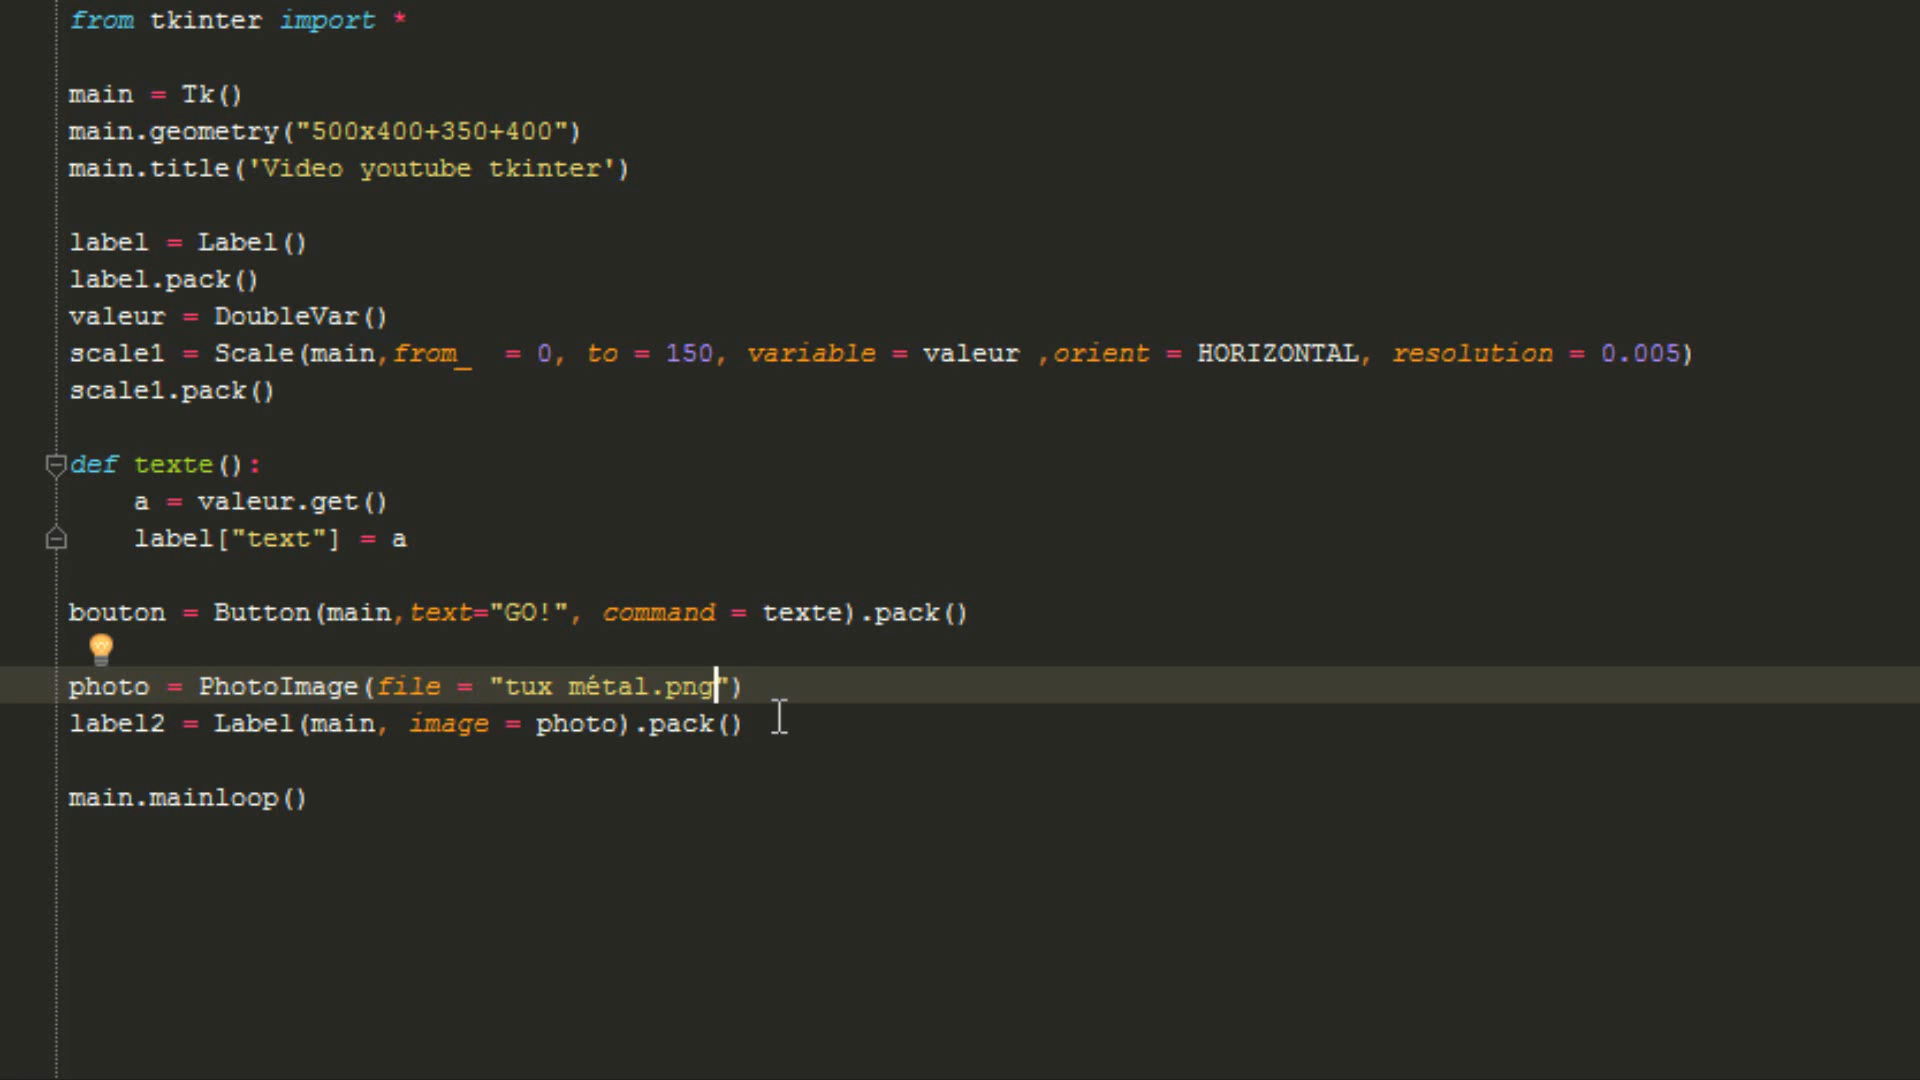 from tkinter import *
main = Tk()
main.geometry("500x400+350+400")
main.title('Video youtube tkinter')
label = Label()
label.pack()
valeur = DoubleVar()
scale1 = Scale(main,from_  = 0, to = 150, variable = valeur ,orient = HORIZONTAL, resolution = 0.005)
scale1.pack()
def texte():
    a = valeur.get()
    label["text"] = a
bouton = Button(main,text="GO!", command = texte).pack()
photo = PhotoImage(file = "tux métal.png")
label2 = Label(main, image = photo).pack()
main.mainloop()